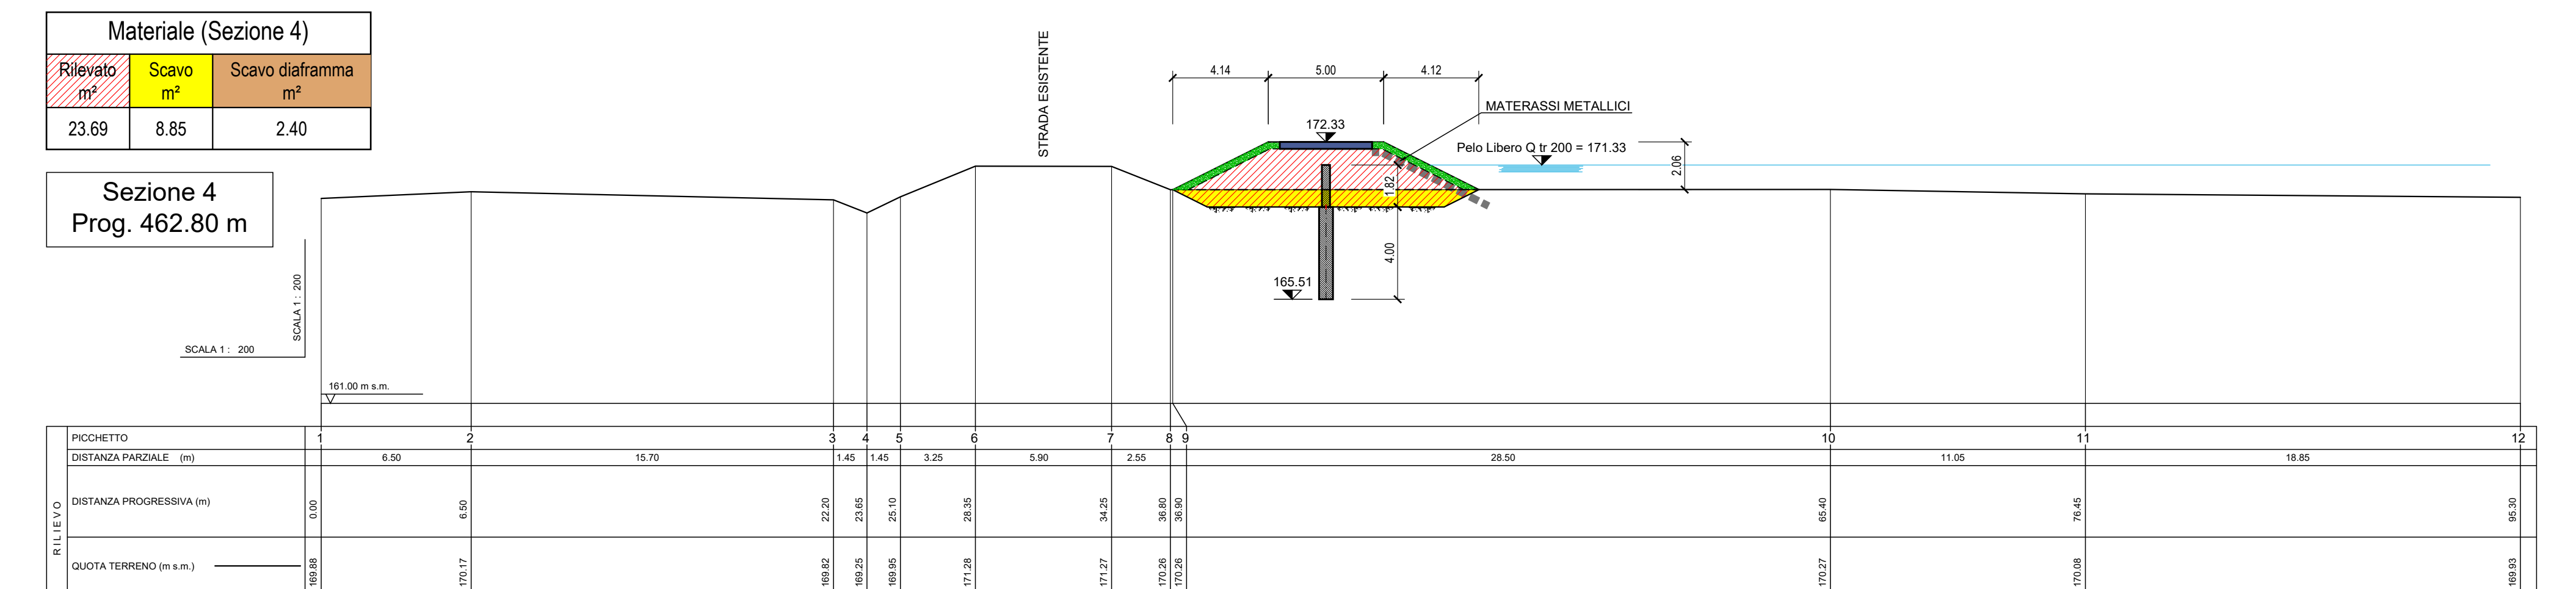 Materiale (Sezione 4)
Rilevato m² Scavo m² Scavo diaframma m²
23.69 8.85 2.40
Sezione 4
Prog. 462.80 m
STRADA ESISTENTE
4.14 5.00 4.12
MATERASSI METALLICI
172.33
Pelo Libero Q tr 200 = 171.33
2.06
1.82
4.00
165.51
SCALA 1 : 200
SCALA 1 : 200
161.00 m s.m.
RILIEVO
PICCHETTO 1 2 3 4 5 6 7 8 9 10 11 12
DISTANZA PARZIALE (m) 6.50 15.70 1.45 1.45 3.25 5.90 2.55 28.50 11.05 18.85
DISTANZA PROGRESSIVA (m) 0.00 6.50 22.20 23.65 25.10 28.35 34.25 36.80 36.90 65.40 76.45 95.30
QUOTA TERRENO (m s.m.) 169.88 170.17 169.82 169.25 169.95 171.28 171.27 170.26 170.26 170.27 170.08 169.93